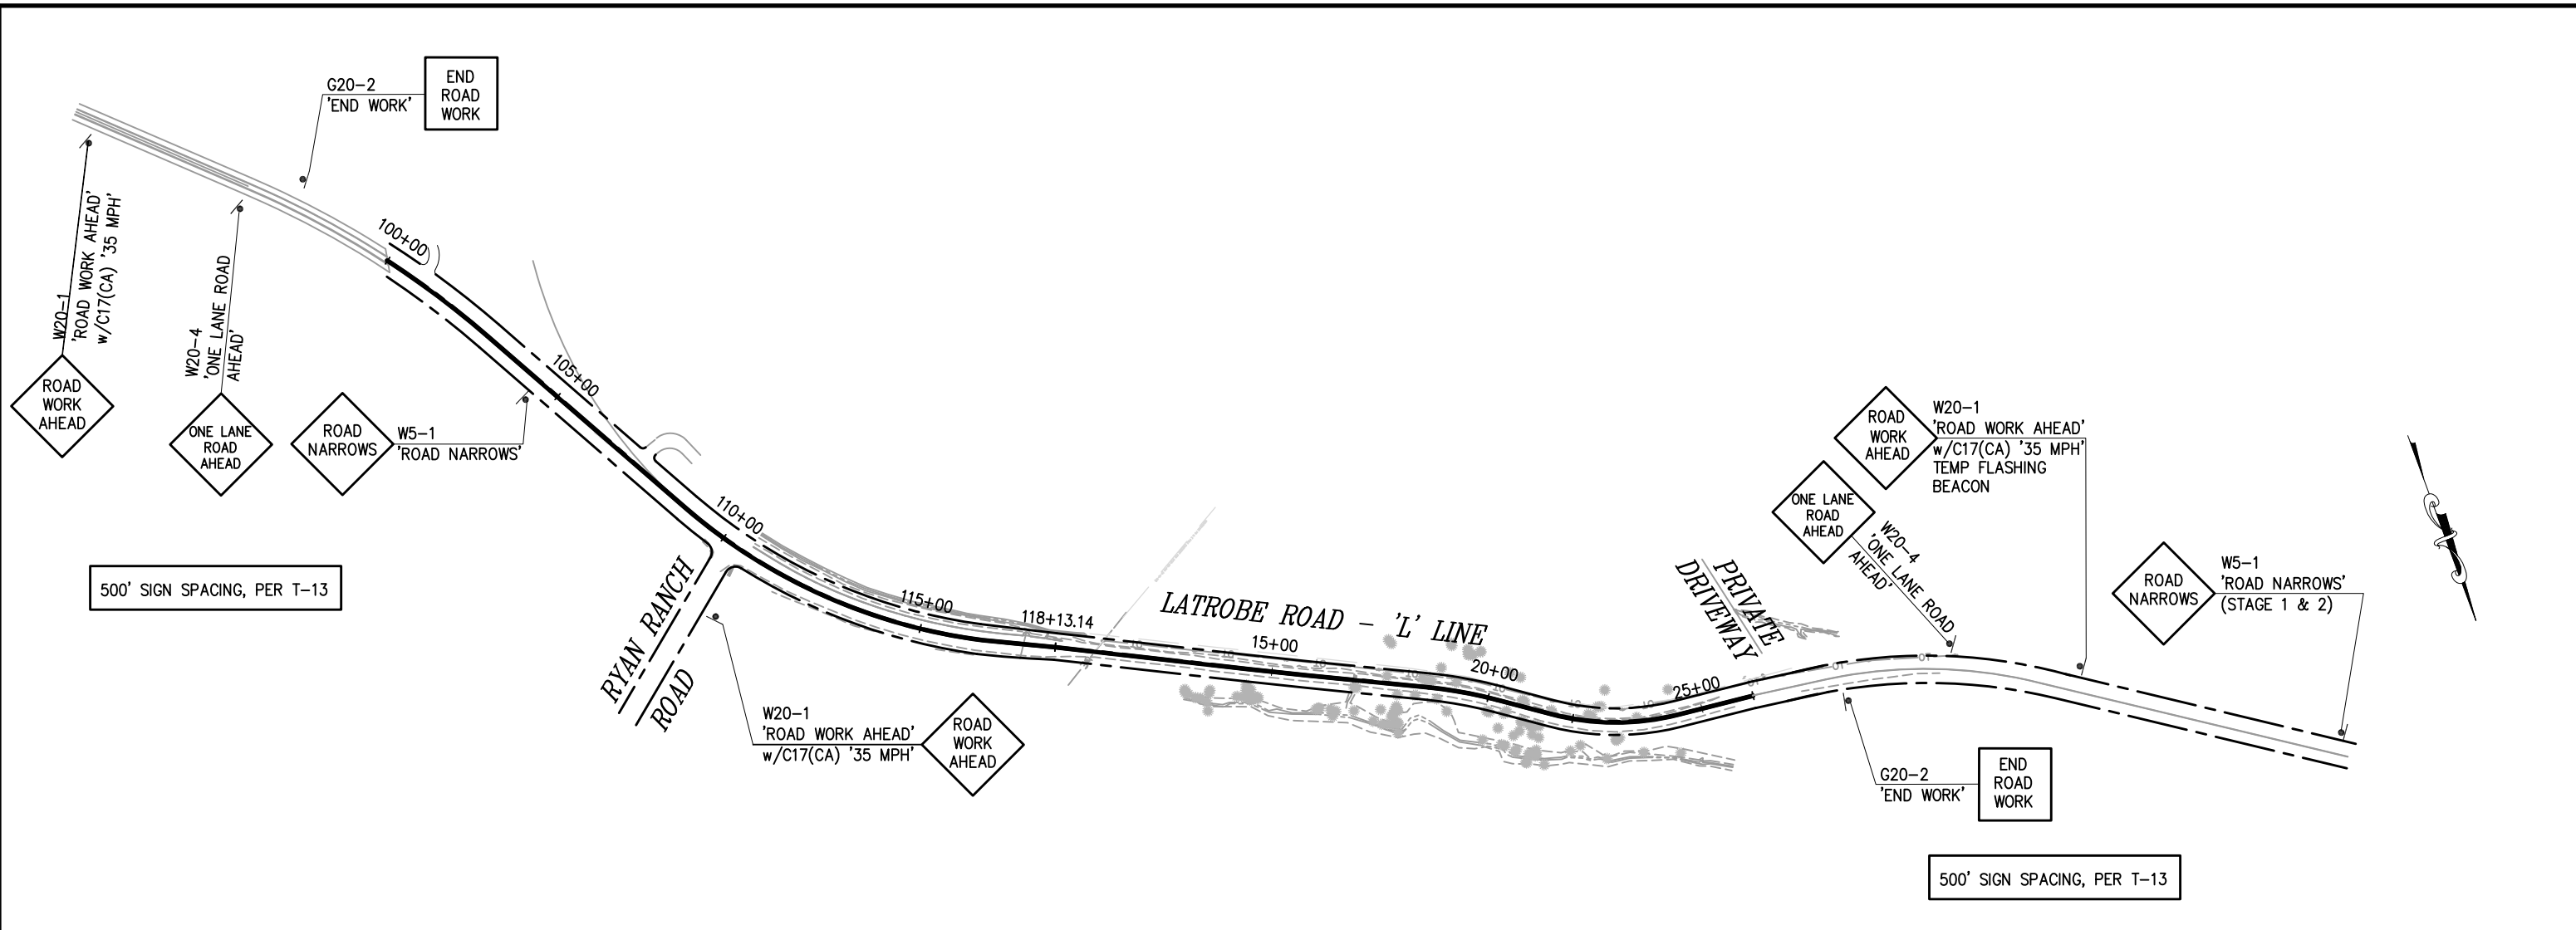 G20-2
'END WORK'
END
ROAD
WORK
W20-1
'ROAD WORK AHEAD'
w/C17(CA) '35 MPH'
ROAD
WORK
AHEAD
W20-4
'ONE LANE ROAD
AHEAD'
ONE LANE
ROAD
AHEAD
ROAD
NARROWS
W5-1
'ROAD NARROWS'
500' SIGN SPACING, PER T-13
100+00
105+00
110+00
115+00
118+13.14
RYAN RANCH
ROAD
W20-1
'ROAD WORK AHEAD'
w/C17(CA) '35 MPH'
ROAD
WORK
AHEAD
LATROBE ROAD - 'L' LINE
15+00
20+00
25+00
PRIVATE
DRIVEWAY
ROAD
WORK
AHEAD
W20-1
'ROAD WORK AHEAD'
w/C17(CA) '35 MPH'
TEMP FLASHING
BEACON
ONE LANE
ROAD
AHEAD
W20-4
'ONE LANE ROAD
AHEAD'
ROAD
NARROWS
W5-1
'ROAD NARROWS'
(STAGE 1 & 2)
G20-2
'END WORK'
END
ROAD
WORK
500' SIGN SPACING, PER T-13